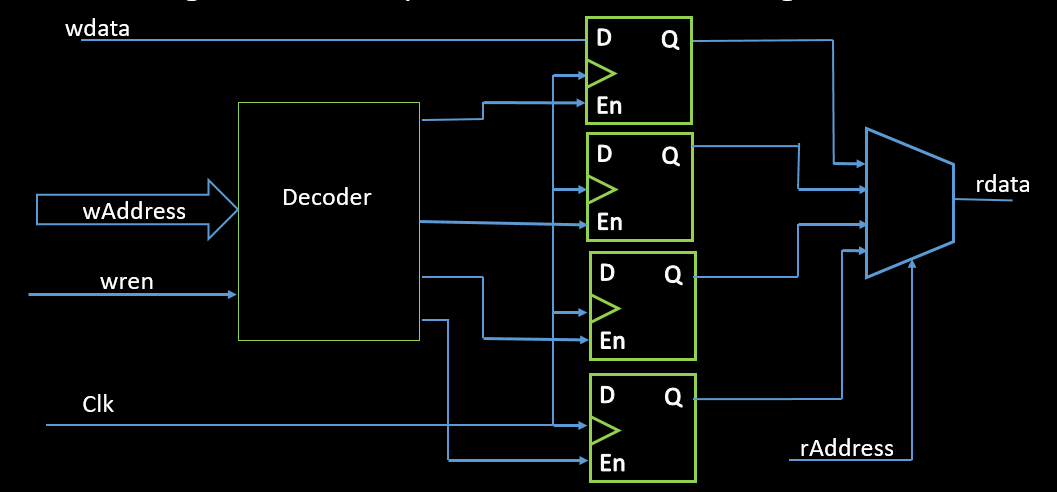 wdata
D Q
En
D Q
En
Decoder
wAddress
rdata
wren
D Q
En
Clk
D Q
En
rAddress